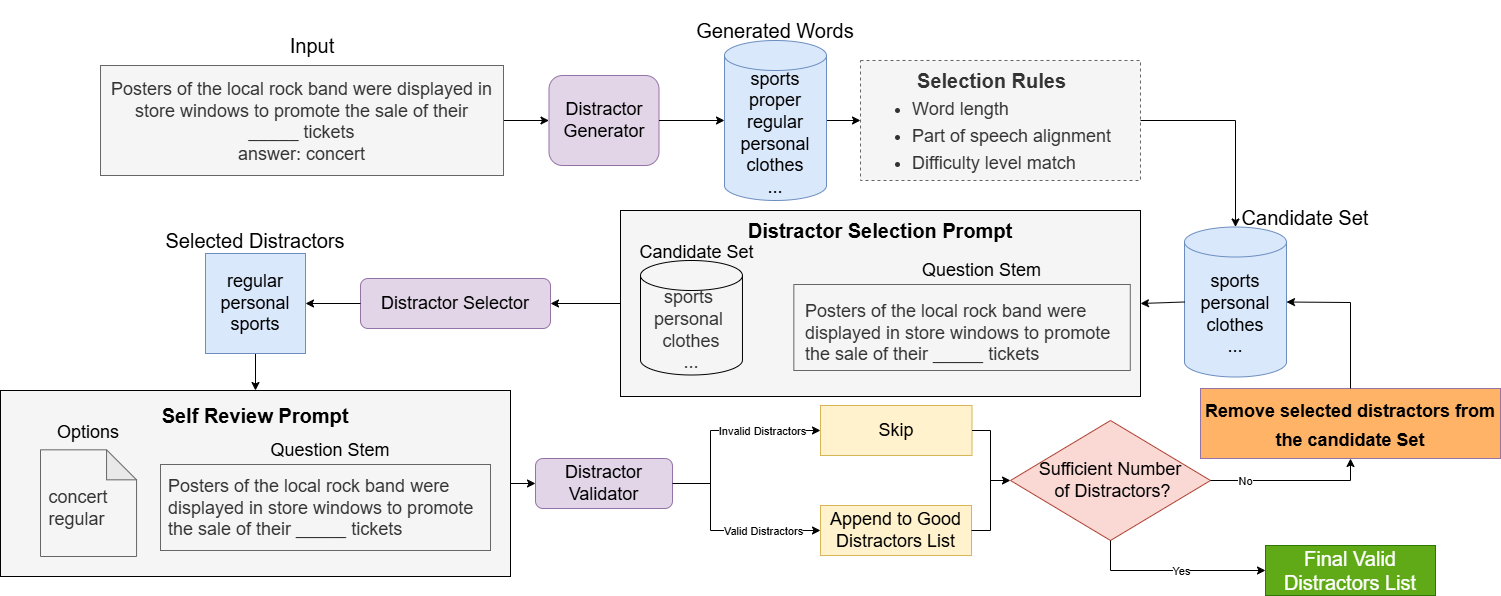 Input
Posters of the local rock band were displayed in
store windows to promote the sale of their
_____ tickets
answer: concert
Distractor
Generator
Generated Words
sports
proper
regular
personal
clothes
...
Selection Rules
• Word length
• Part of speech alignment
• Difficulty level match
Candidate Set
sports
personal
clothes
...
Distractor Selection Prompt
Candidate Set
sports
personal
clothes
...
Question Stem
Posters of the local rock band were
displayed in store windows to promote
the sale of their _____ tickets
Distractor Selector
Selected Distractors
regular
personal
sports
Self Review Prompt
Options
concert
regular
Question Stem
Posters of the local rock band were
displayed in store windows to promote
the sale of their _____ tickets
Distractor
Validator
Invalid Distractors
Skip
Valid Distractors
Append to Good
Distractors List
Sufficient Number
of Distractors?
No
Remove selected distractors from
the candidate Set
Yes
Final Valid
Distractors List